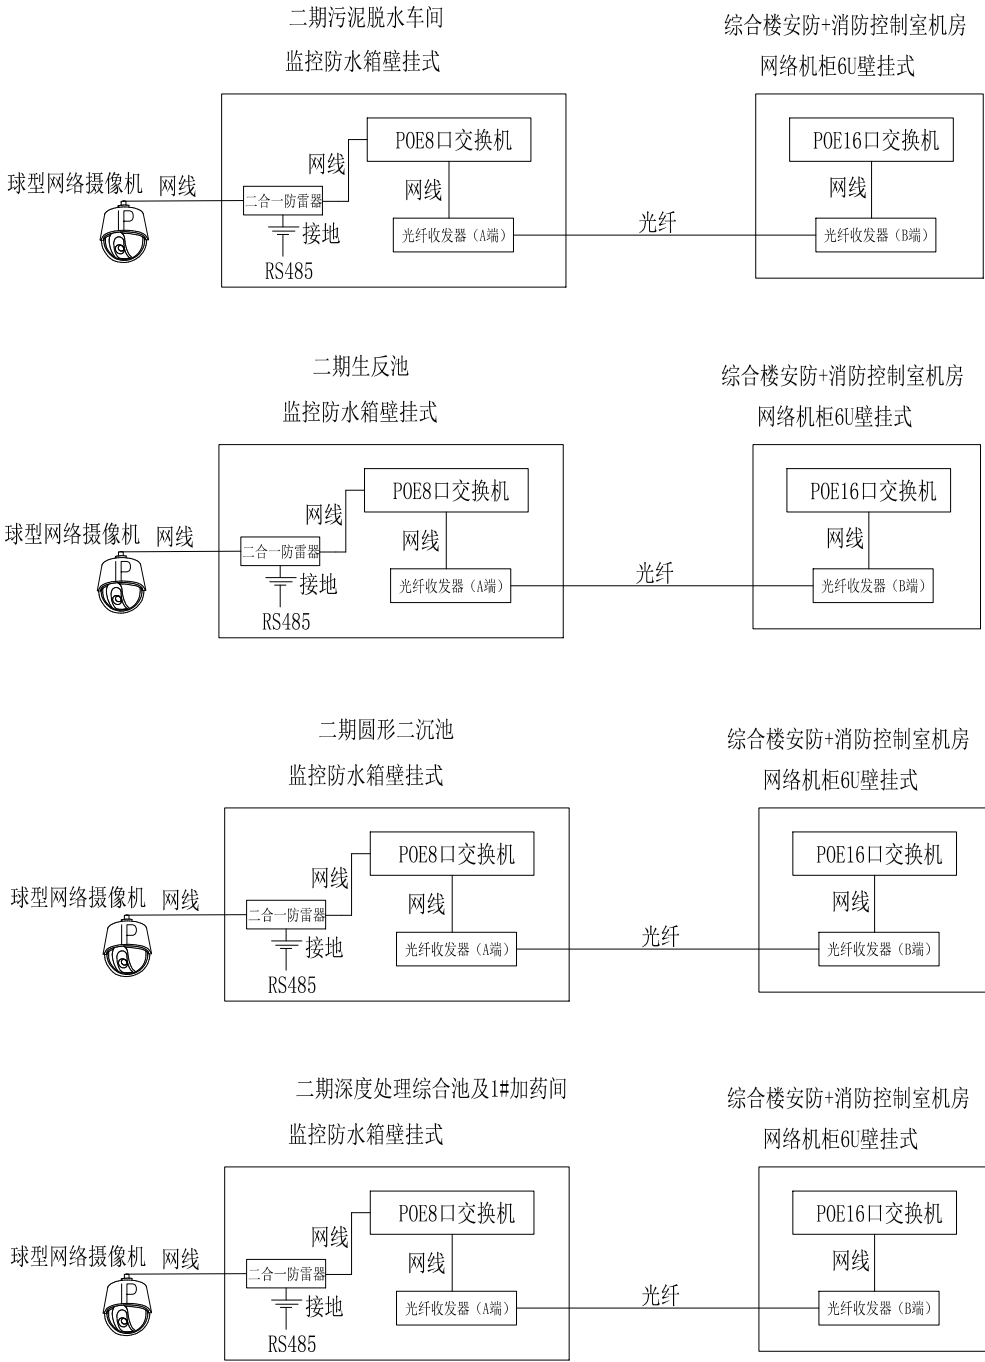 二期污泥脱水车间
综合楼安防+消防控制室机房
监控防水箱壁挂式
网络机柜6U壁挂式
POE8口交换机
POE16口交换机
网线
球型网络摄像机
网线
网线
网线
二合一防雷器
光纤
接地
光纤收发器（A端）
光纤收发器（B端）
RS485
二期生反池
综合楼安防+消防控制室机房
监控防水箱壁挂式
网络机柜6U壁挂式
POE8口交换机
POE16口交换机
网线
球型网络摄像机
网线
网线
网线
二合一防雷器
光纤
接地
光纤收发器（A端）
光纤收发器（B端）
RS485
二期圆形二沉池
综合楼安防+消防控制室机房
监控防水箱壁挂式
网络机柜6U壁挂式
POE8口交换机
POE16口交换机
网线
球型网络摄像机
网线
网线
网线
二合一防雷器
光纤
接地
光纤收发器（A端）
光纤收发器（B端）
RS485
二期深度处理综合池及1#加药间
综合楼安防+消防控制室机房
监控防水箱壁挂式
网络机柜6U壁挂式
POE8口交换机
POE16口交换机
网线
球型网络摄像机
网线
网线
网线
二合一防雷器
光纤
接地
光纤收发器（A端）
光纤收发器（B端）
RS485